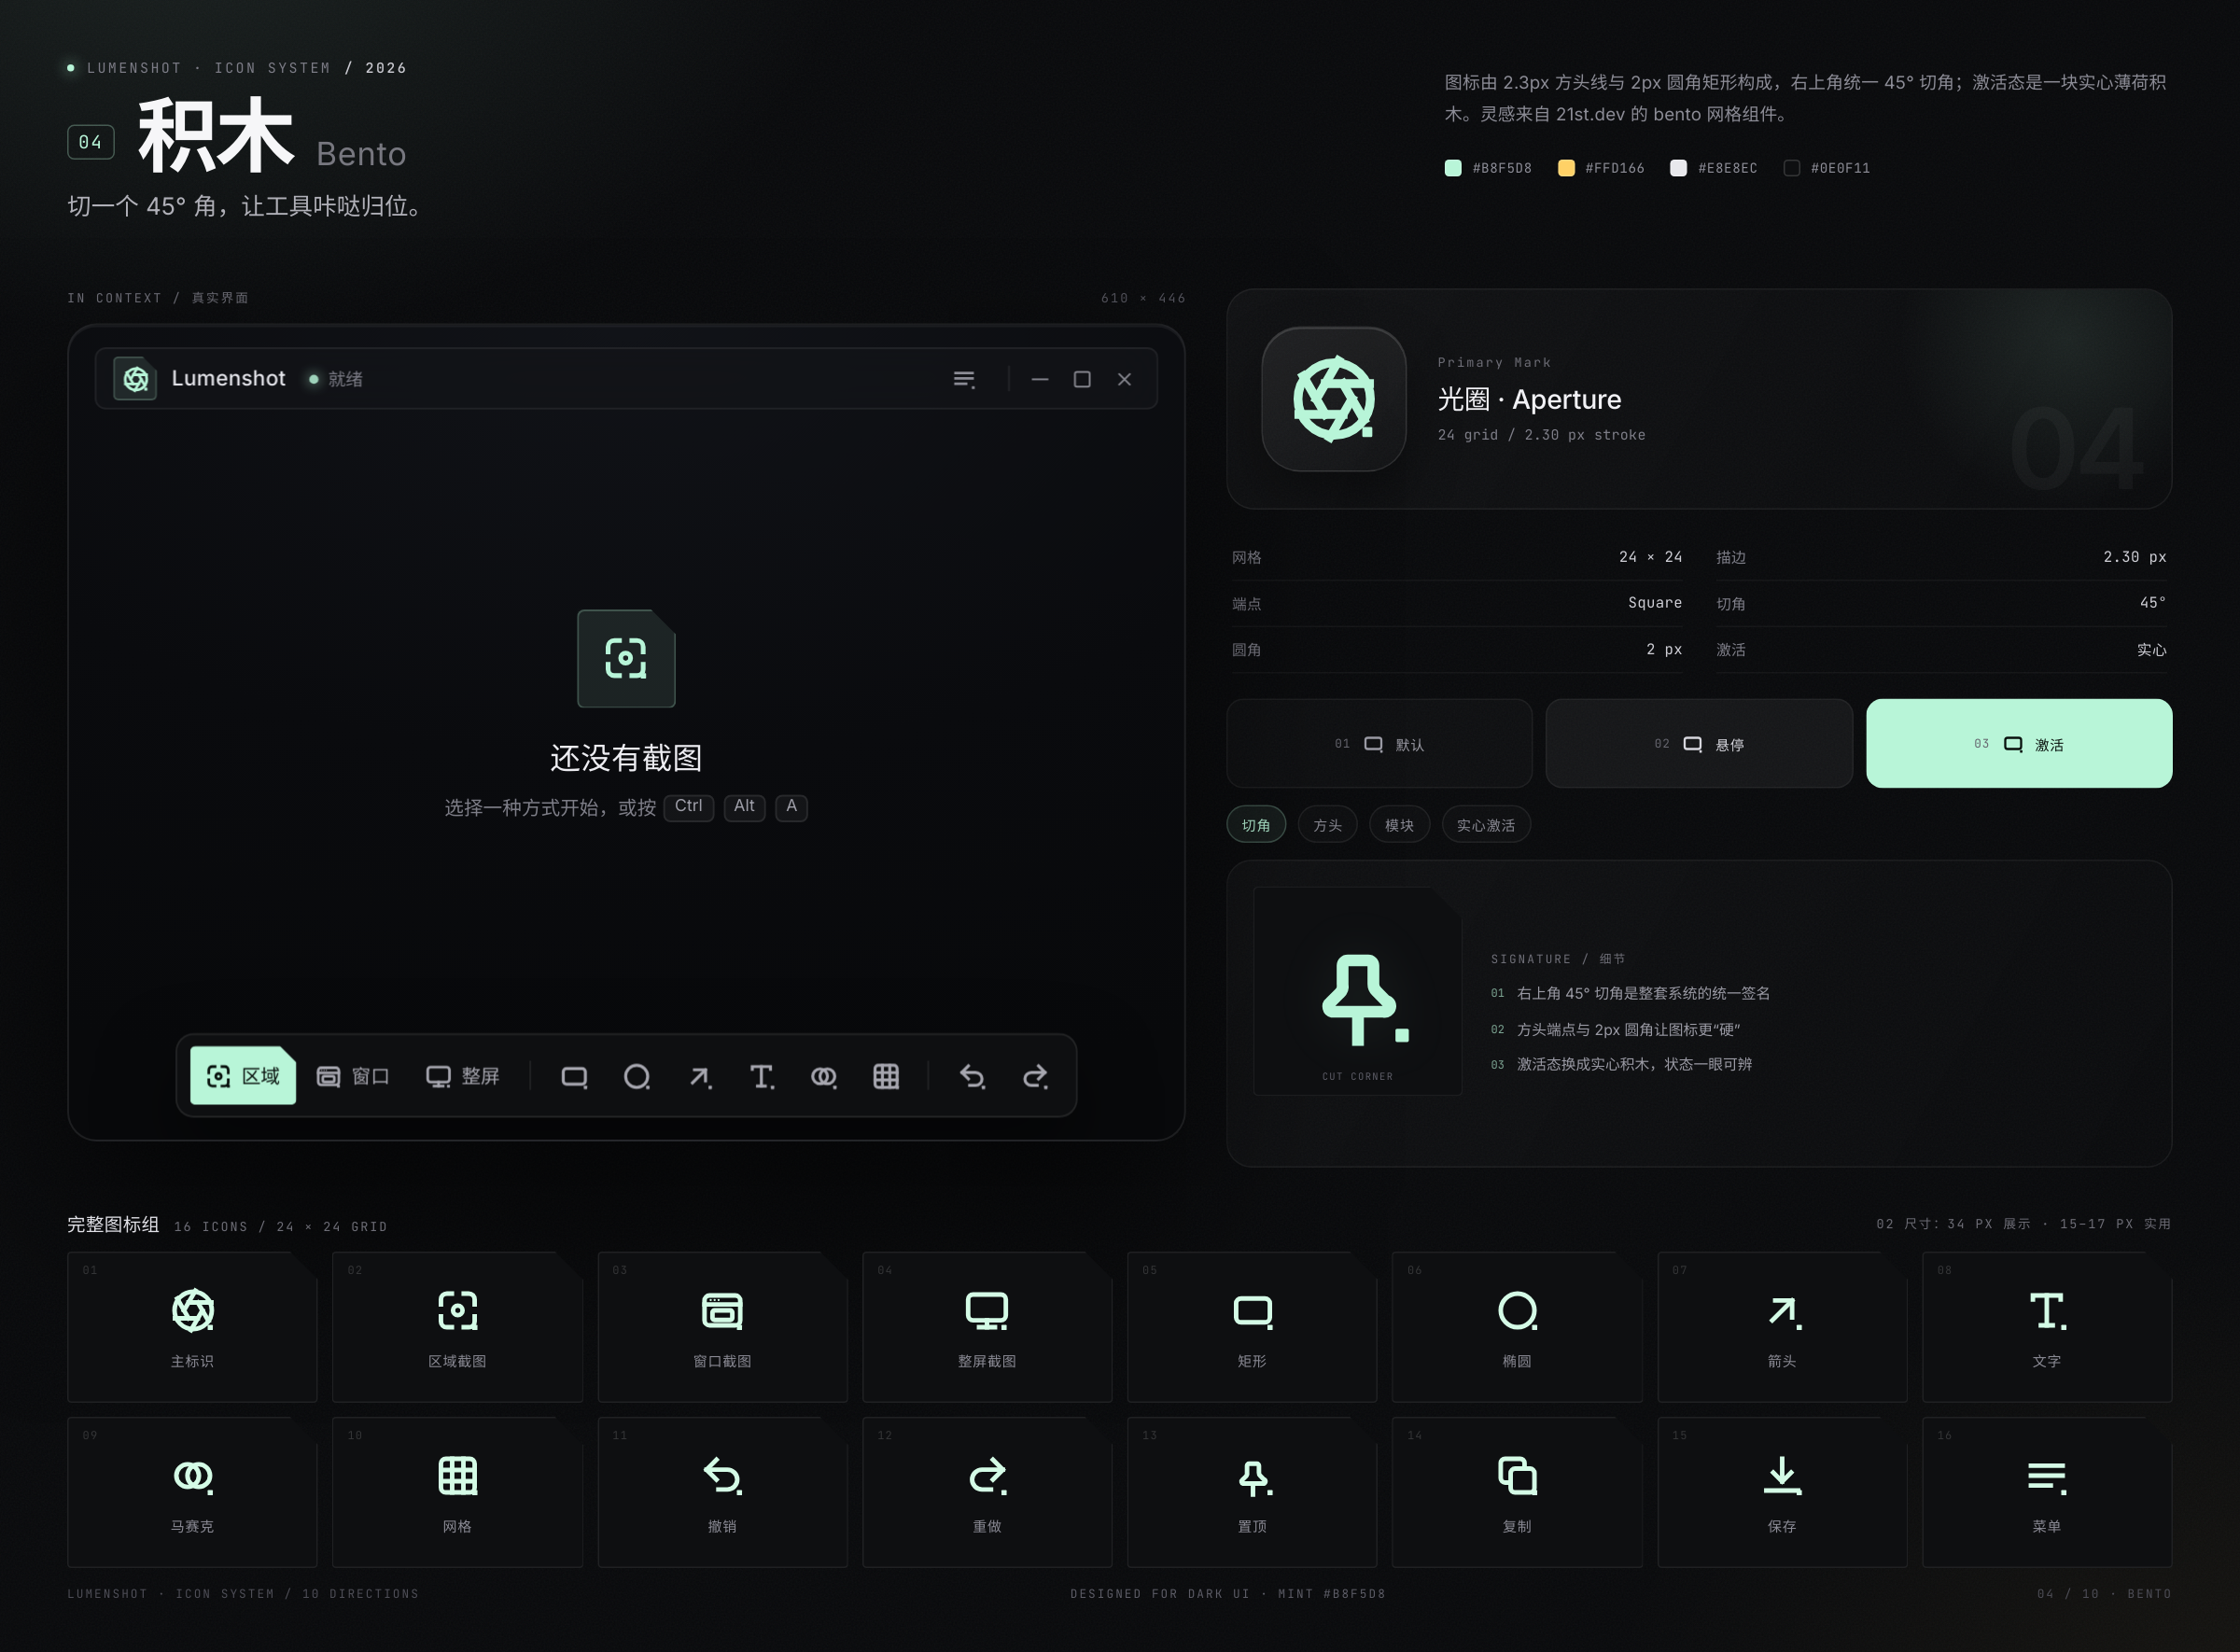 LUMENSHOT · ICON SYSTEM / 2026
04 积木 Bento
切一个 45° 角，让工具咔哒归位。
图标由 2.3px 方头线与 2px 圆角矩形构成，右上角统一 45° 切角；激活态是一块实心薄荷积
木。灵感来自 21st.dev 的 bento 网格组件。
#B8F5D8 #FFD166 #E8E8EC #0E0F11
IN CONTEXT / 真实界面 610 × 446
Lumenshot 就绪
还没有截图
选择一种方式开始，或按 Ctrl Alt A
区域 窗口 整屏
Primary Mark
光圈 · Aperture
24 grid / 2.30 px stroke
04
网格 24 × 24 描边 2.30 px
端点 Square 切角 45°
圆角 2 px 激活 实心
01 默认 02 悬停 03 激活
切角 方头 模块 实心激活
CUT CORNER
SIGNATURE / 细节
01 右上角 45° 切角是整套系统的统一签名
02 方头端点与 2px 圆角让图标更“硬”
03 激活态换成实心积木，状态一眼可辨
完整图标组 16 ICONS / 24 × 24 GRID 02 尺寸：34 PX 展示 · 15–17 PX 实用
01 02 03 04 05 06 07 08
主标识 区域截图 窗口截图 整屏截图 矩形 椭圆 箭头 文字
09 10 11 12 13 14 15 16
马赛克 网格 撤销 重做 置顶 复制 保存 菜单
LUMENSHOT · ICON SYSTEM / 10 DIRECTIONS DESIGNED FOR DARK UI · MINT #B8F5D8 04 / 10 · BENTO